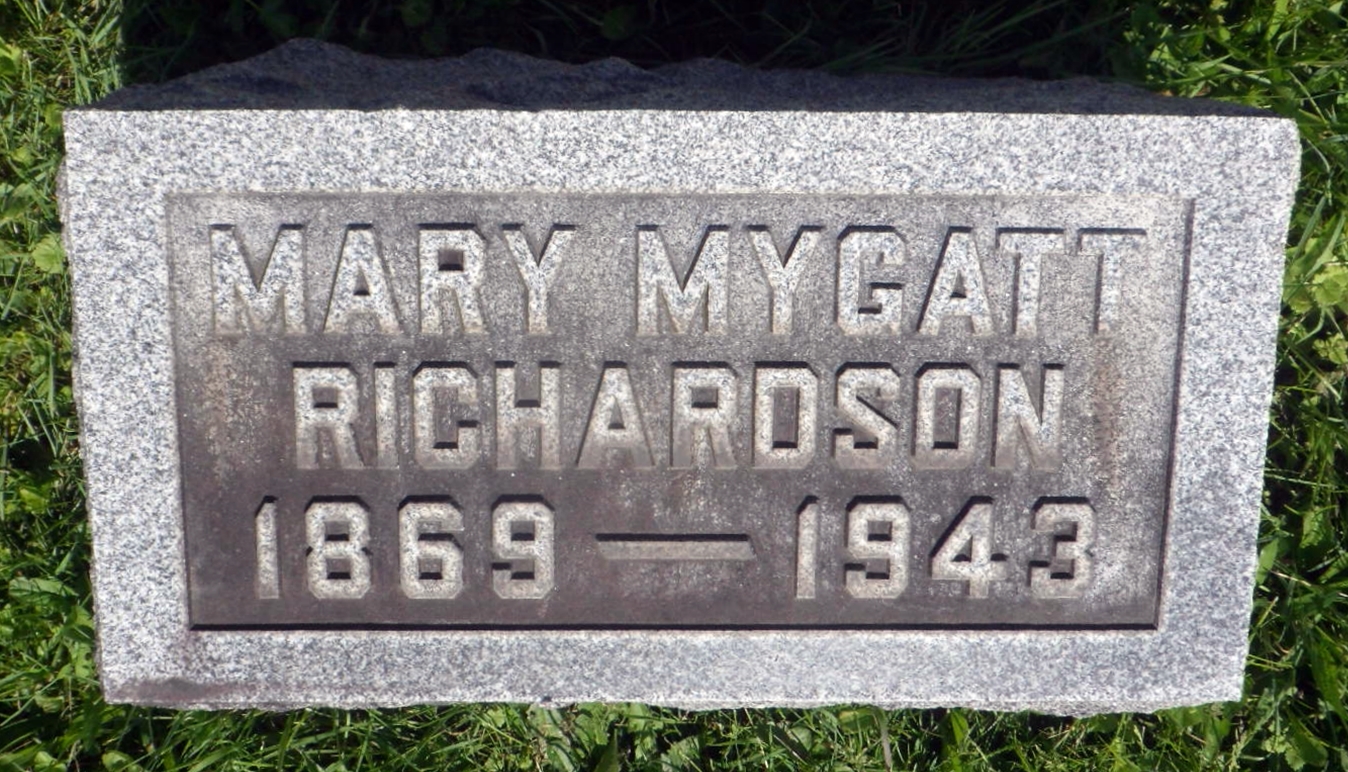 MARY MYGATT
RICHARDSON
1869 — 1943